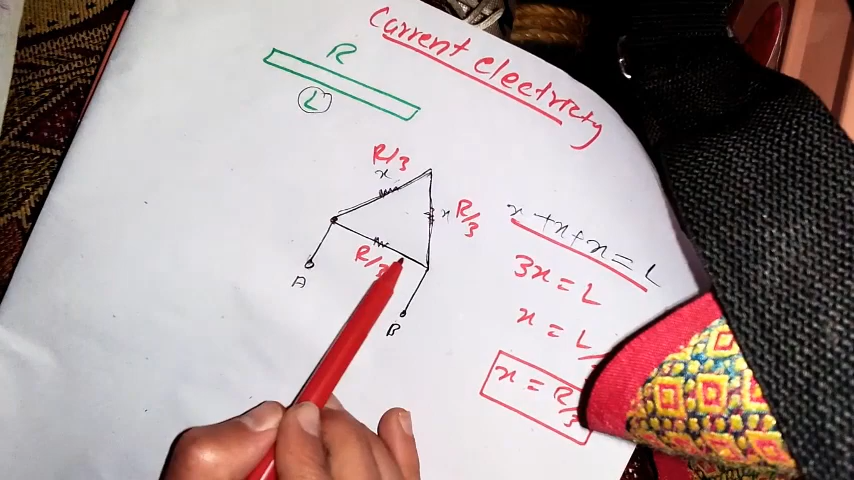 Current electricity
R
L
R/3
x
x R/3
R/3
A
B
x + x + x = L
3x = L
x = L/
x = R/3